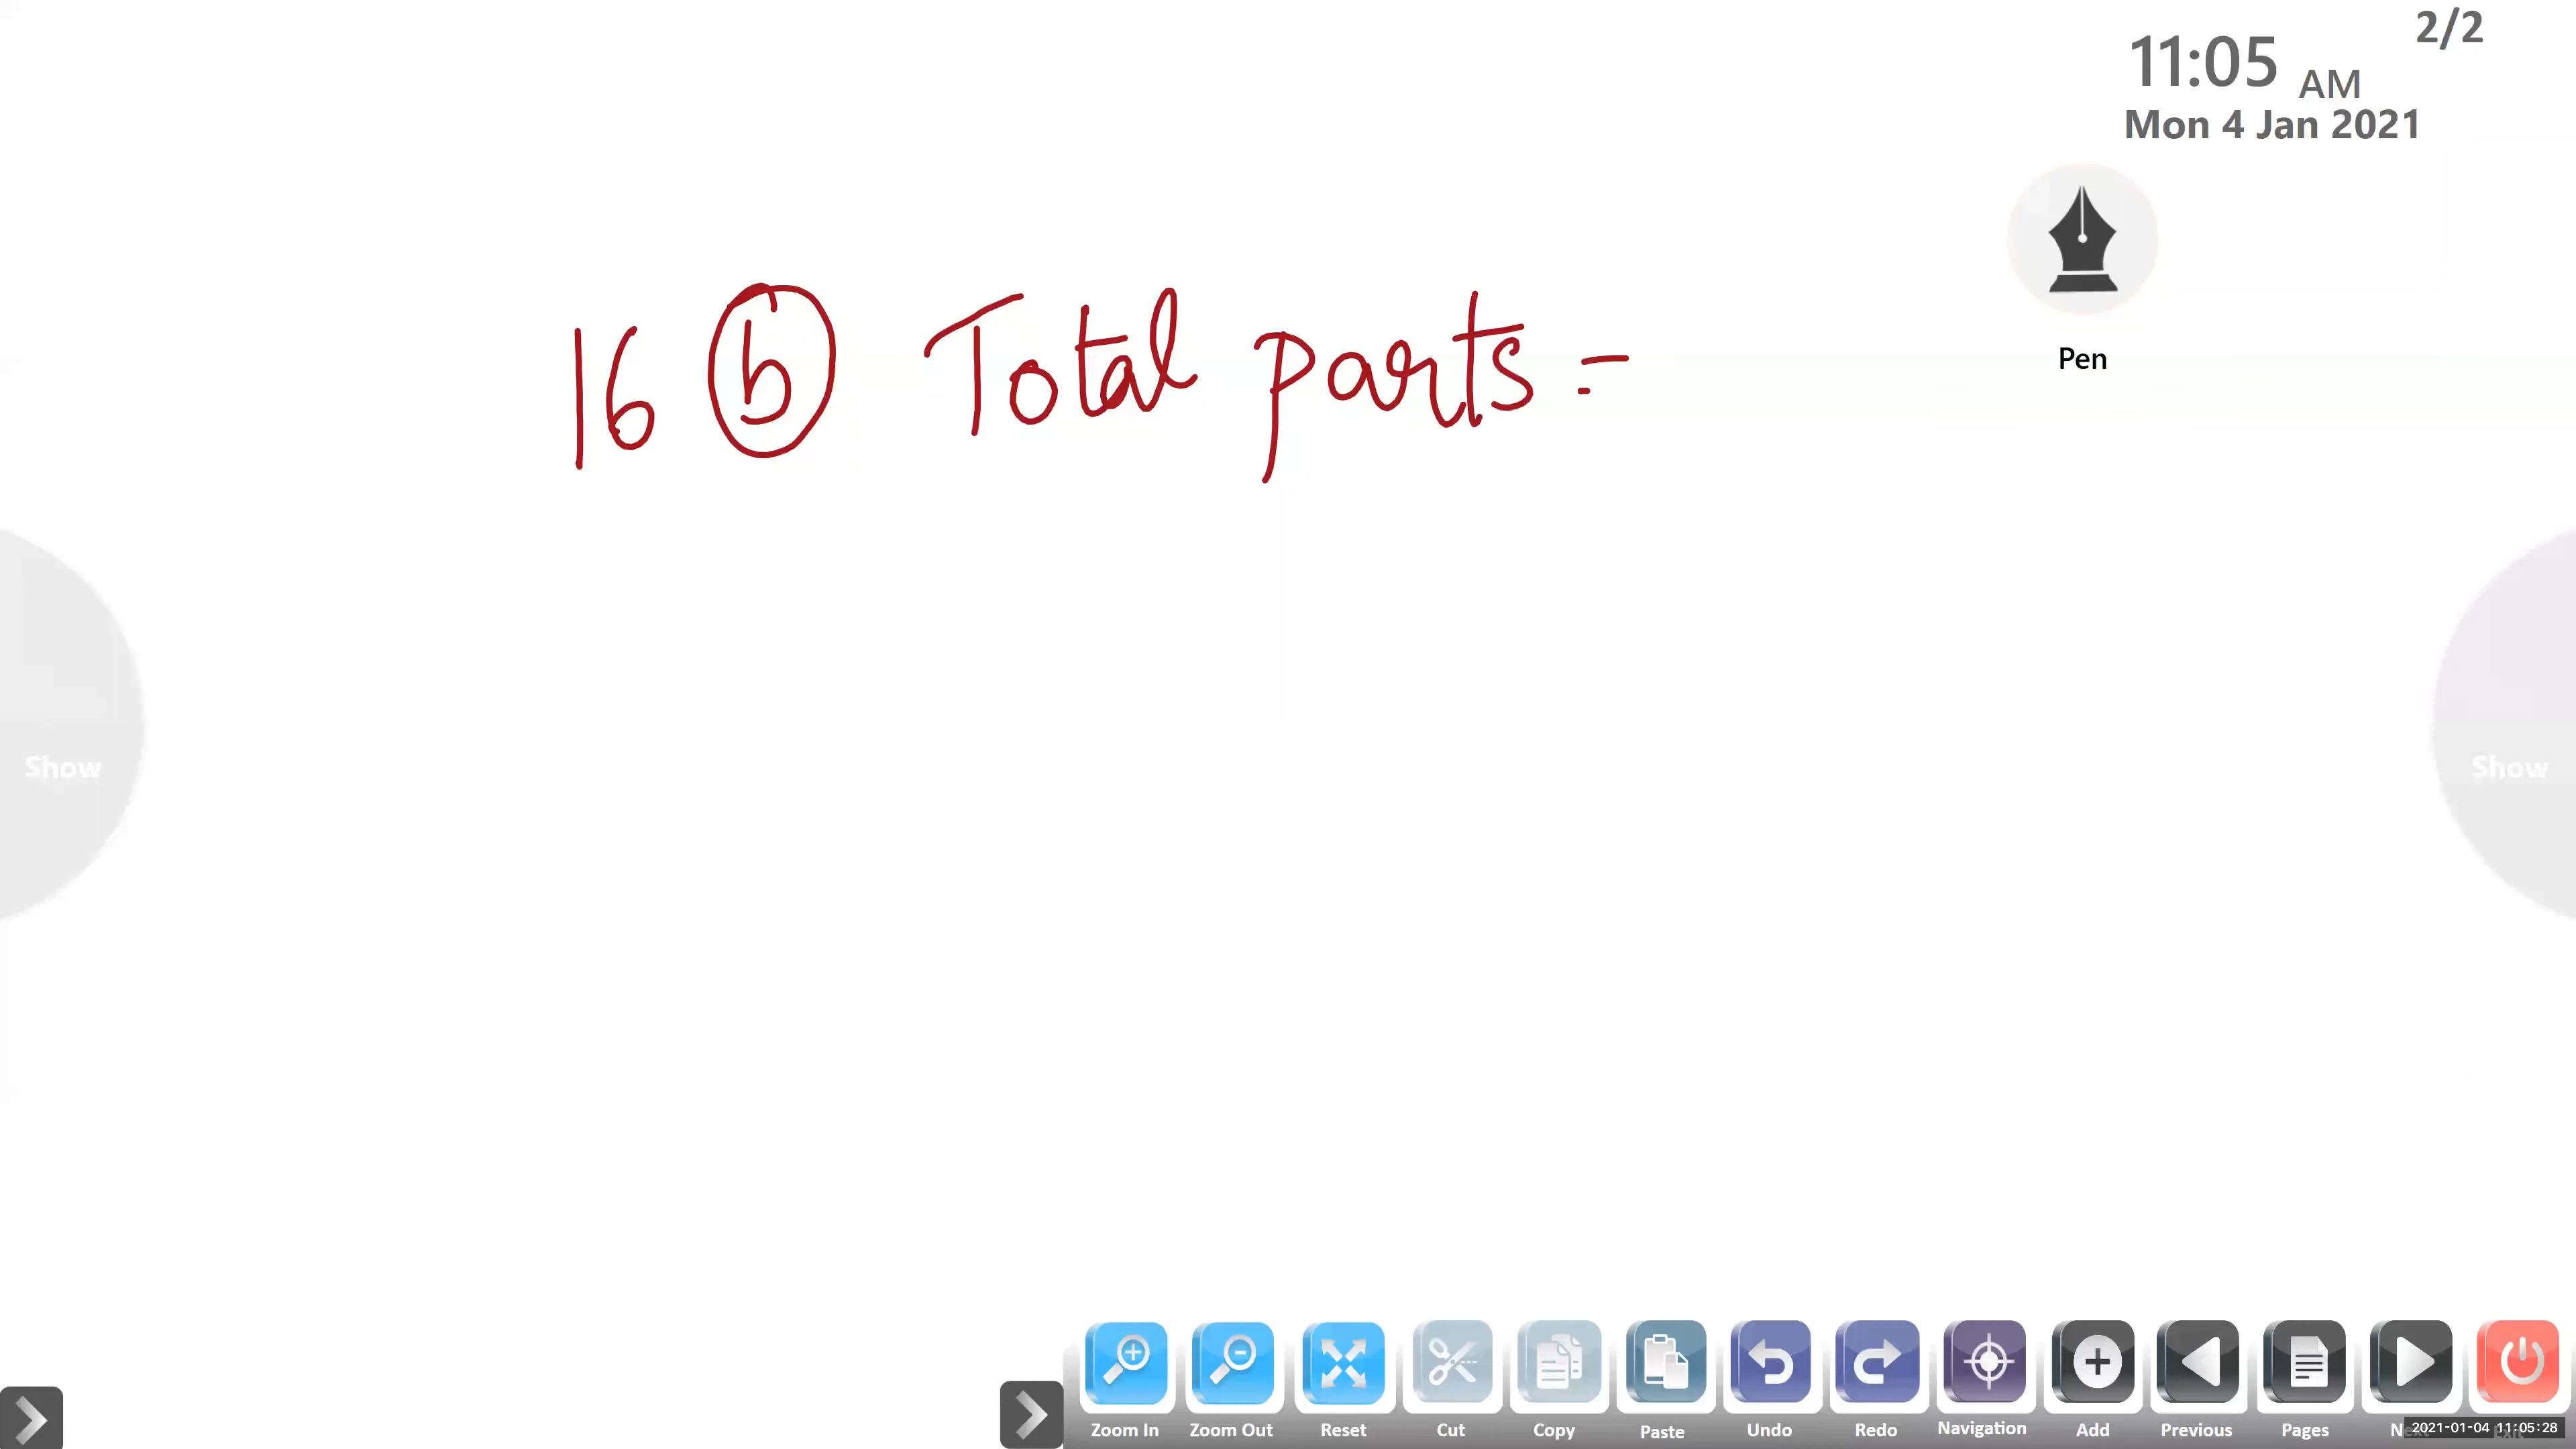 2/2
11:05 AM
Mon 4 Jan 2021
Pen
16 b Total parts =
Show
Show
Zoom In Zoom Out Reset Cut Copy Paste Undo Redo Navigation Add Previous Pages
2021-01-04 11:05:28